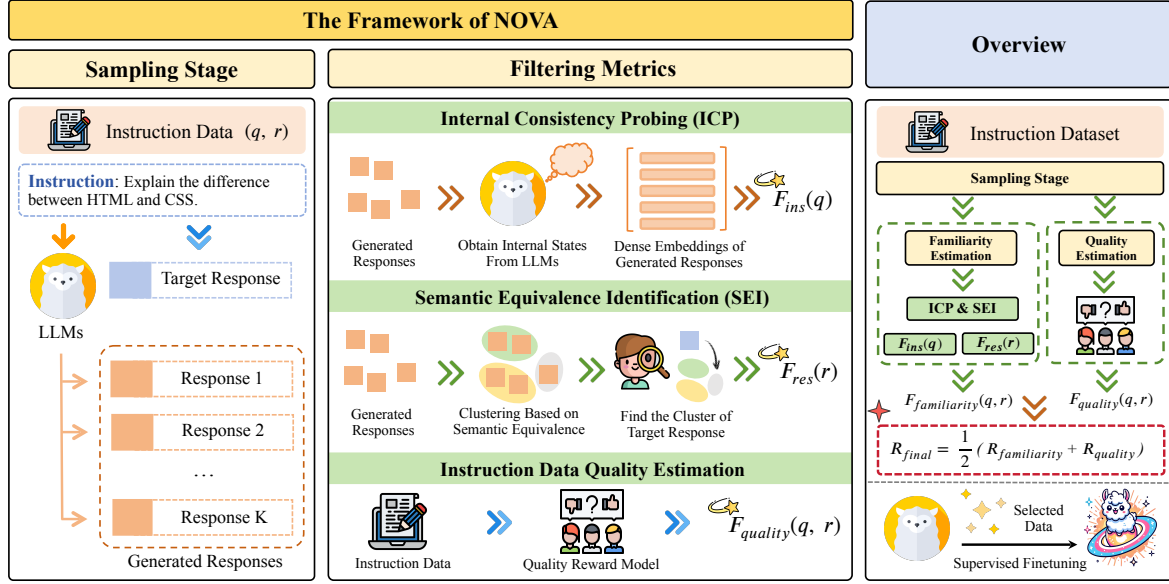 The Framework of NOVA
Sampling Stage
Instruction Data (q, r)
Instruction: Explain the difference
between HTML and CSS.
Target Response
LLMs
Response 1
Response 2
...
Response K
Generated Responses
Filtering Metrics
Internal Consistency Probing (ICP)
Generated
Responses
Obtain Internal States
From LLMs
Dense Embeddings of
Generated Responses
F_ins(q)
Semantic Equivalence Identification (SEI)
Generated
Responses
Clustering Based on
Semantic Equivalence
Find the Cluster of
Target Response
F_res(r)
Instruction Data Quality Estimation
?
Instruction Data
Quality Reward Model
F_quality(q, r)
Overview
Instruction Dataset
Sampling Stage
Familiarity
Estimation
ICP & SEI
F_ins(q)
F_res(r)
Quality
Estimation
?
F_familiarity(q, r)
F_quality(q, r)
R_final = 1/2 ( R_familiarity + R_quality )
Selected
Data
Supervised Finetuning